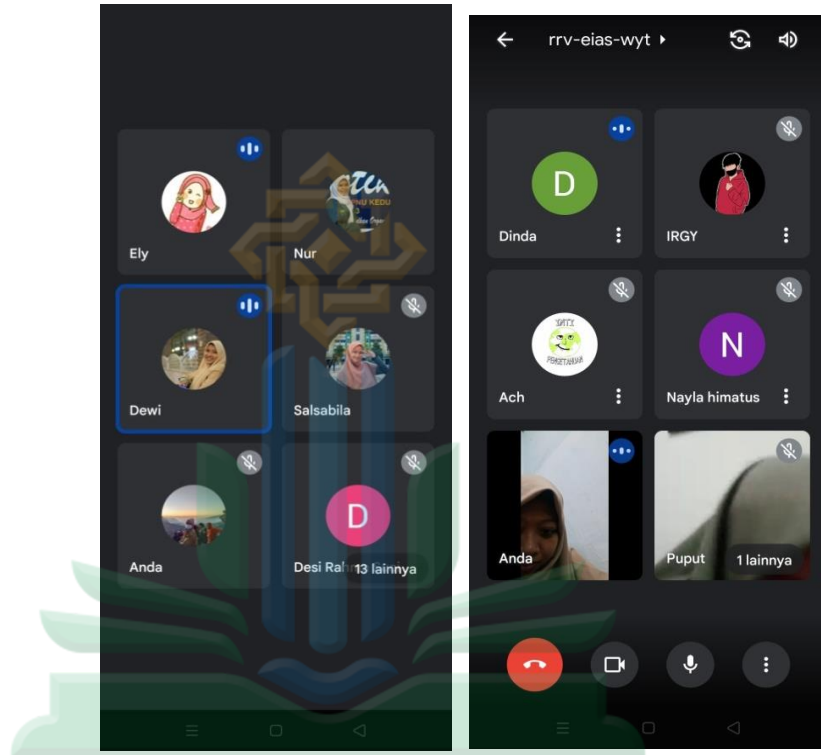 Ely
Nur
Dewi
Salsabila
Anda
Desi Rah
13 lainnya
D
rrv-eias-wyt
D
Dinda
IRGY
Ach
N
Nayla himatus
Anda
Puput
1 lainnya